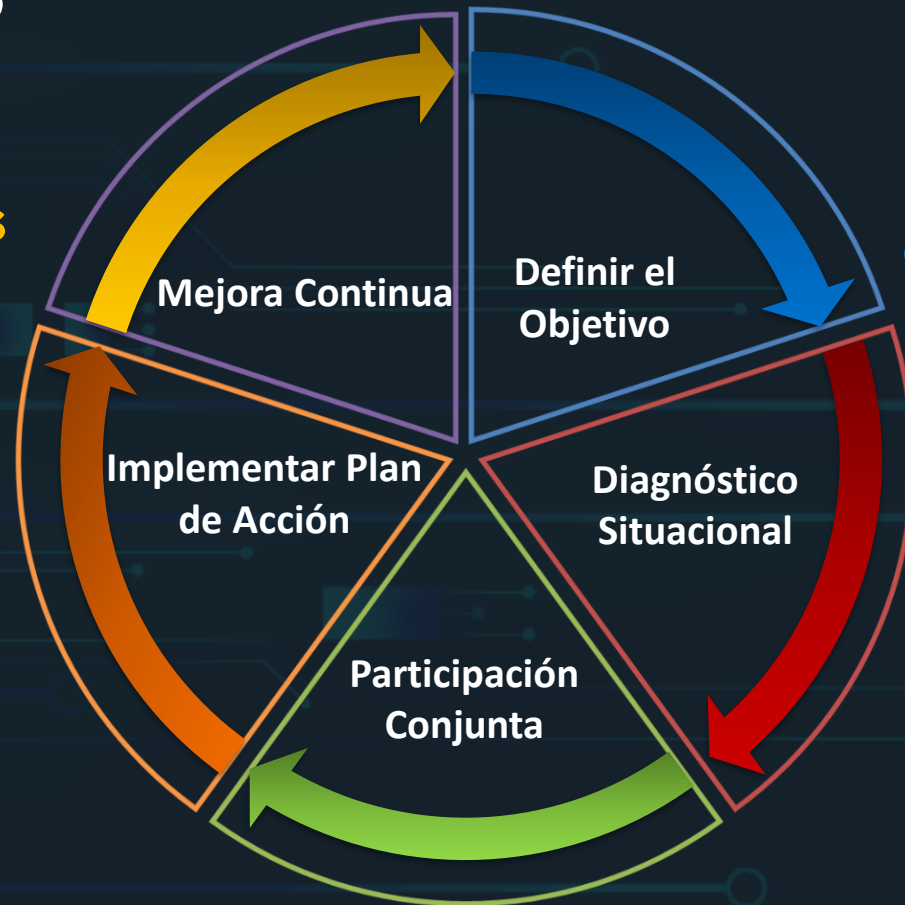 Definir el
Objetivo
Diagnóstico
Situacional
Participación
Conjunta
Implementar Plan
de Acción
Mejora Continua